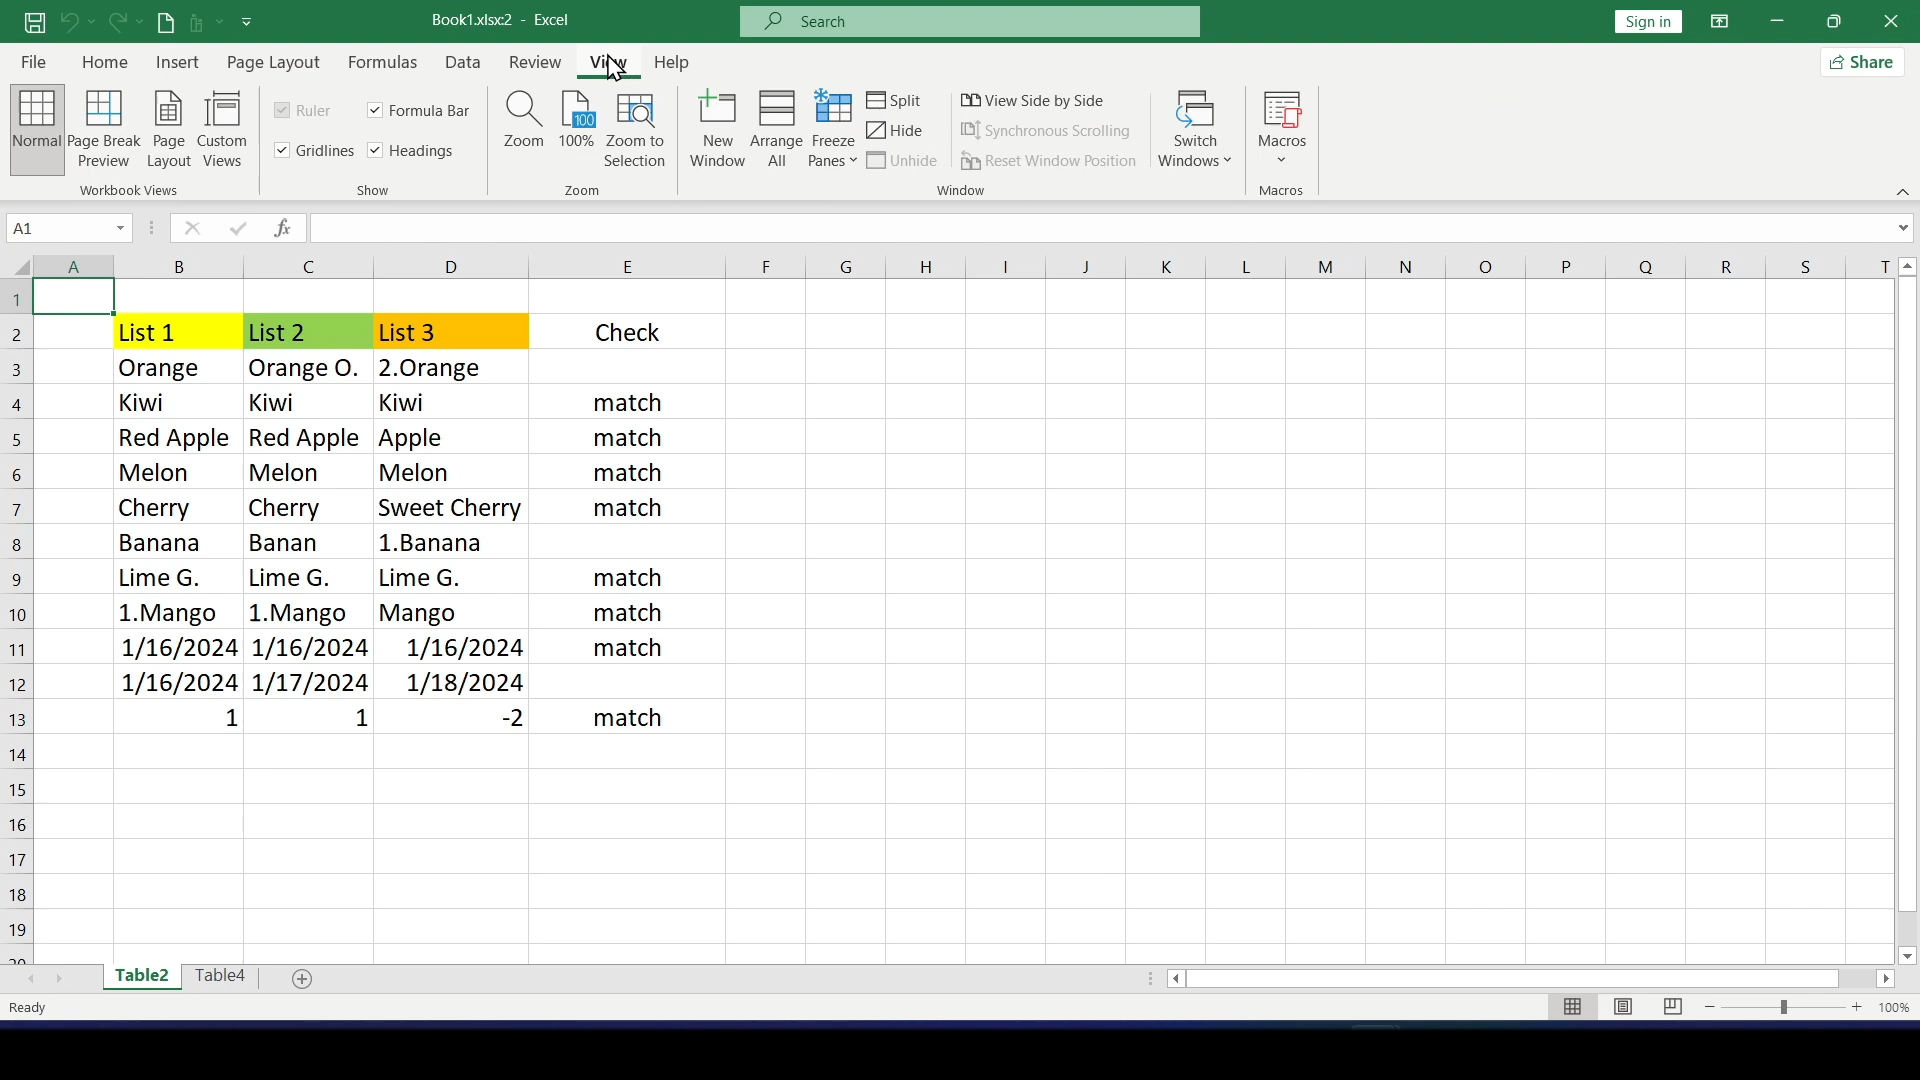 Book1.xlsx:2 - Excel
Search
Sign in
File Home Insert Page Layout Formulas Data Review View Help
Share
Normal
Page Break Preview
Page Layout
Custom Views
Workbook Views
Ruler
Formula Bar
Gridlines
Headings
Show
Zoom
100
100%
Zoom to Selection
Zoom
New Window
Arrange All
Freeze Panes
Split
Hide
Unhide
View Side by Side
Synchronous Scrolling
Reset Window Position
Switch Windows
Window
Macros
Macros
A1
fx
A B C D E F G H I J K L M N O P Q R S T
1
2 List 1 List 2 List 3 Check
3 Orange Orange O. 2.Orange
4 Kiwi Kiwi Kiwi match
5 Red Apple Red Apple Apple match
6 Melon Melon Melon match
7 Cherry Cherry Sweet Cherry match
8 Banana Banan 1.Banana
9 Lime G. Lime G. Lime G. match
10 1.Mango 1.Mango Mango match
11 1/16/2024 1/16/2024 1/16/2024 match
12 1/16/2024 1/17/2024 1/18/2024
13 1 1 -2 match
14
15
16
17
18
19
20
Table2 Table4
Ready
100%